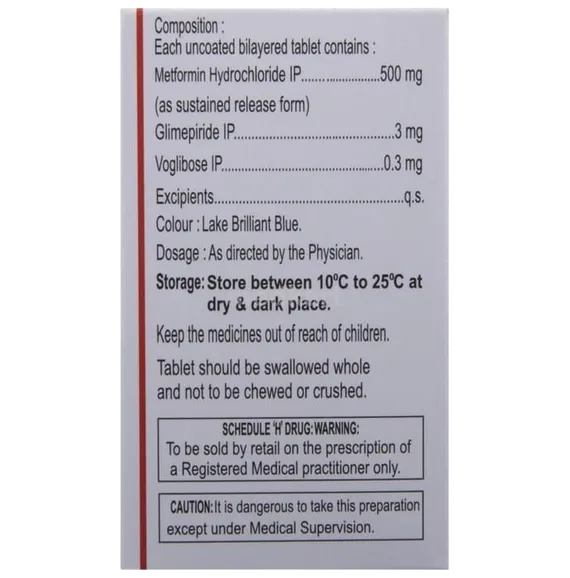 Composition :
Each uncoated bilayered tablet contains :
Metformin Hydrochloride IP.......................500 mg
(as sustained release form)
Glimepiride IP..........................................3 mg
Voglibose IP..........................................0.3 mg
Excipients.................................................q.s.
Colour : Lake Brilliant Blue.
Dosage : As directed by the Physician.
Storage: Store between 10ºC to 25ºC at
dry & dark place.
Keep the medicines out of reach of children.
Tablet should be swallowed whole
and not to be chewed or crushed.
SCHEDULE 'H' DRUG: WARNING:
To be sold by retail on the prescription of
a Registered Medical practitioner only.
CAUTION: It is dangerous to take this preparation
except under Medical Supervision.